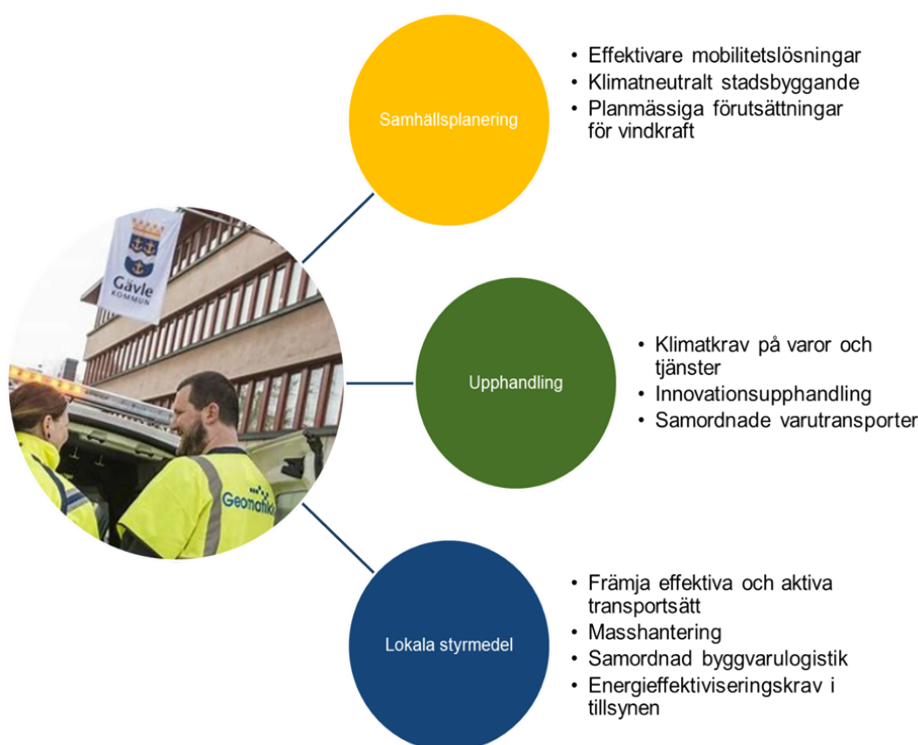 Samhällsplanering
• Effektivare mobilitetslösningar
• Klimatneutralt stadsbyggande
• Planmässiga förutsättningar
för vindkraft
Gävle
KOMMUN
Geomatikk
Upphandling
• Klimatkrav på varor och
tjänster
• Innovationsupphandling
• Samordnade varutransporter
Lokala styrmedel
• Främja effektiva och aktiva
transportsätt
• Masshantering
• Samordnad byggvarulogistik
• Energieffektiviseringskrav i
tillsynen